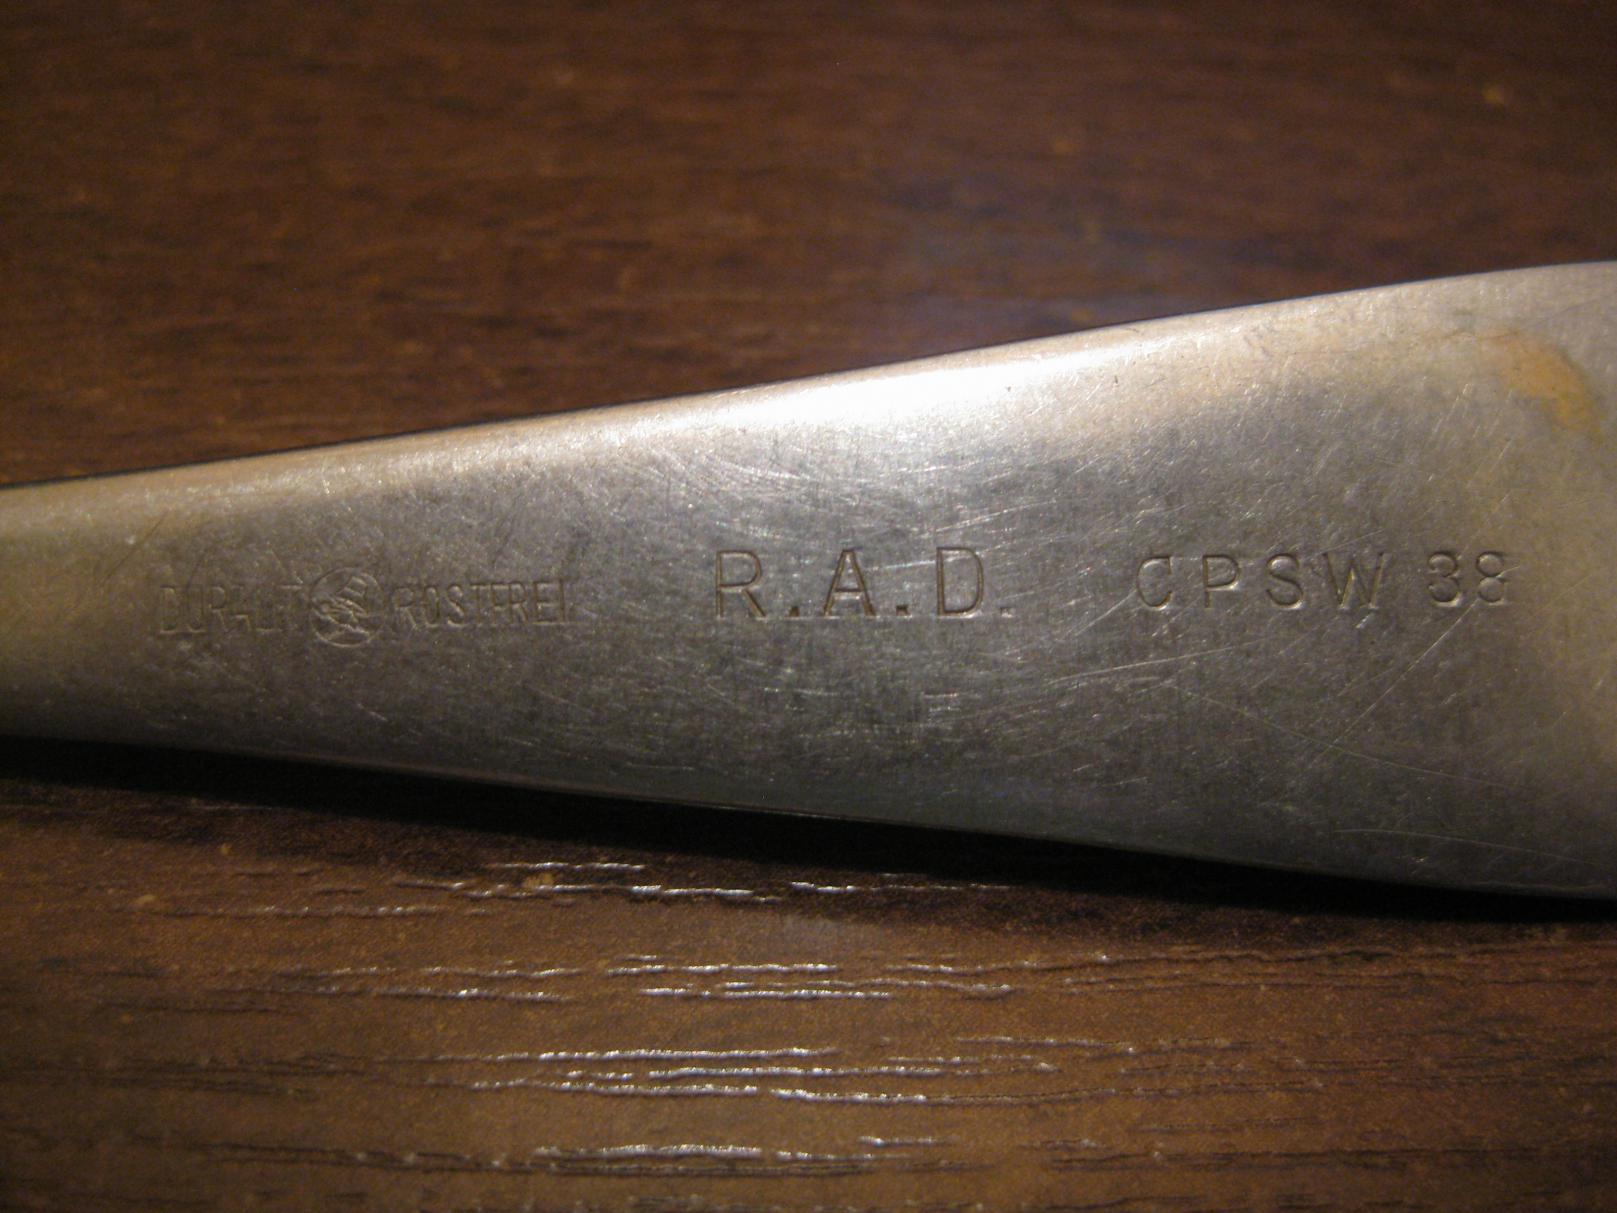 DURALIT ROSTFREI R.A.D. CPSW 38